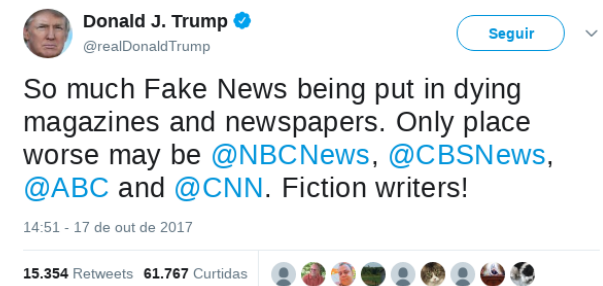 Donald J. Trump
Seguir
@realDonaldTrump
So much Fake News being put in dying
magazines and newspapers. Only place
worse may be @NBCNews, @CBSNews,
@ABC and @CNN. Fiction writers!
14:51 - 17 de out de 2017
15.354 Retweets 61.767 Curtidas